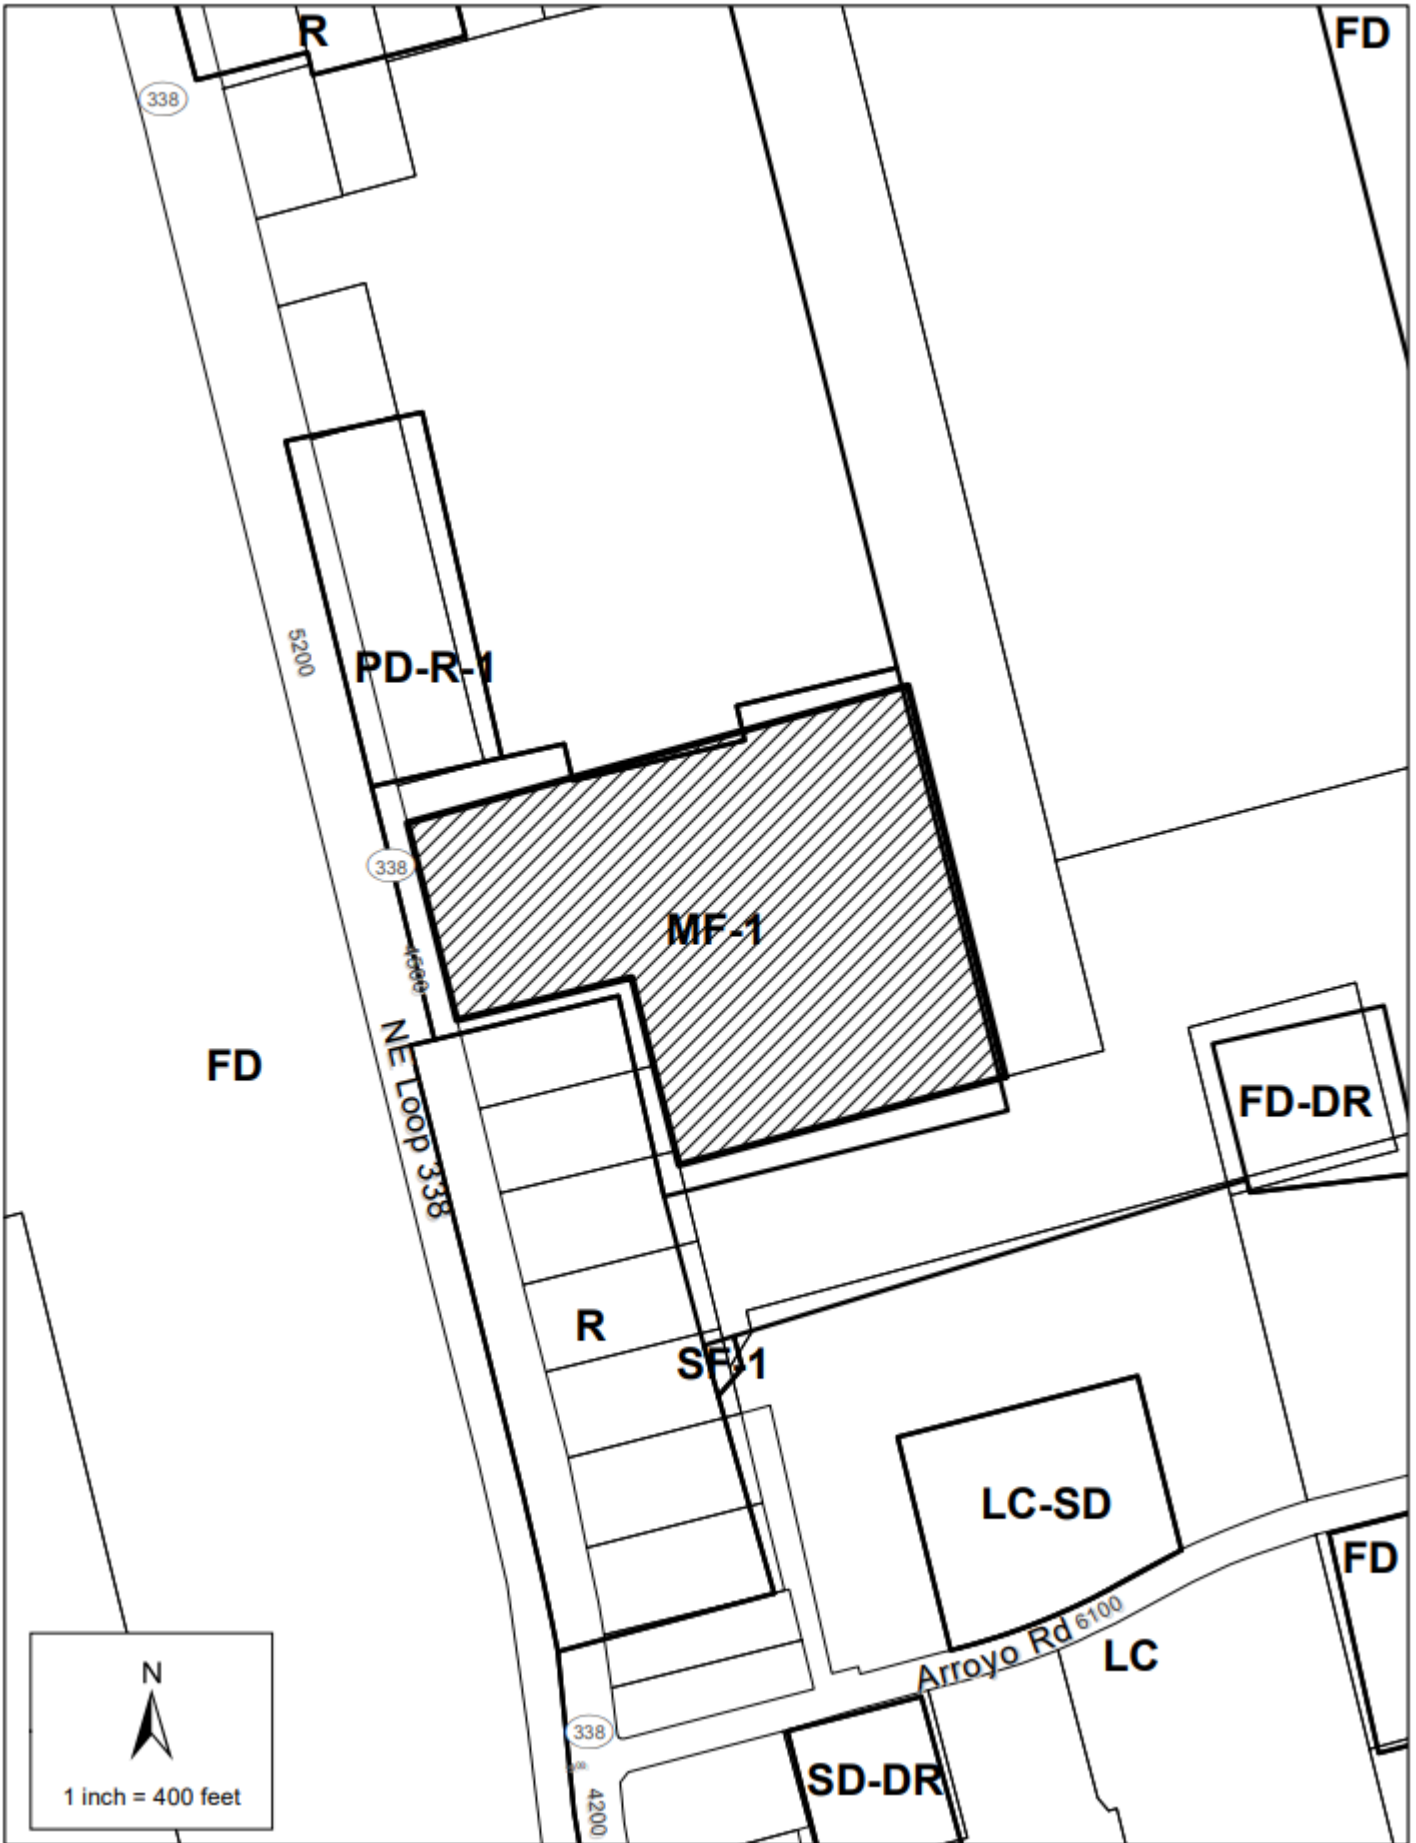 R
FD
338
5200
PD-R-1
338
MF-1
4500
NE Loop 338
FD
FD-DR
R
SF-1
LC-SD
FD
Arroyo Rd
6100
LC
N
1 inch = 400 feet
338
SD-DR
4200